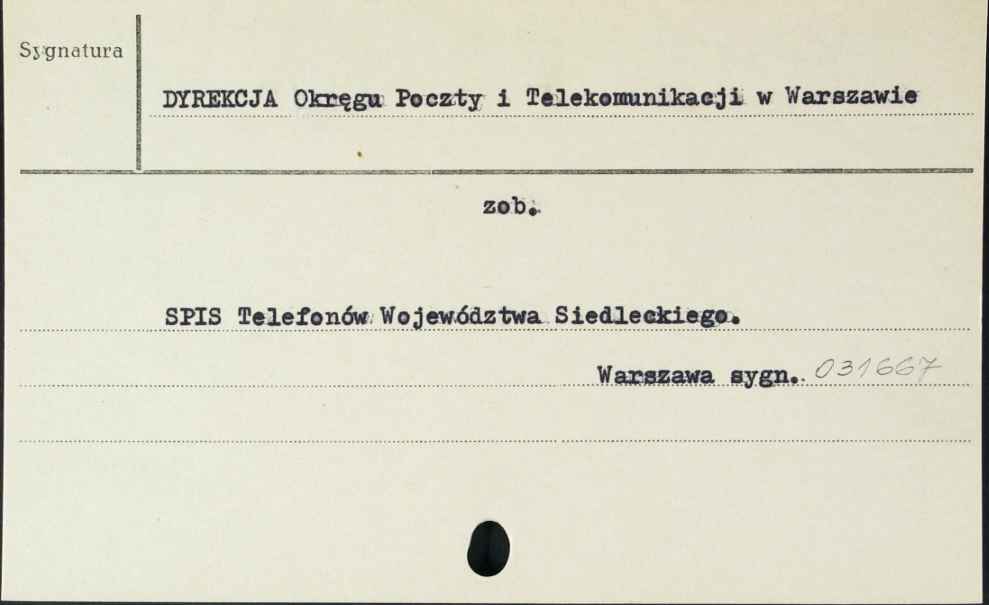 Sygnatura
DYREKCJA Okręgu Poczty i Telekomunikacji w Warszawie
zob.
SPIS Telefonów Województwa Siedleckiego.
Warszawa sygn. 031667